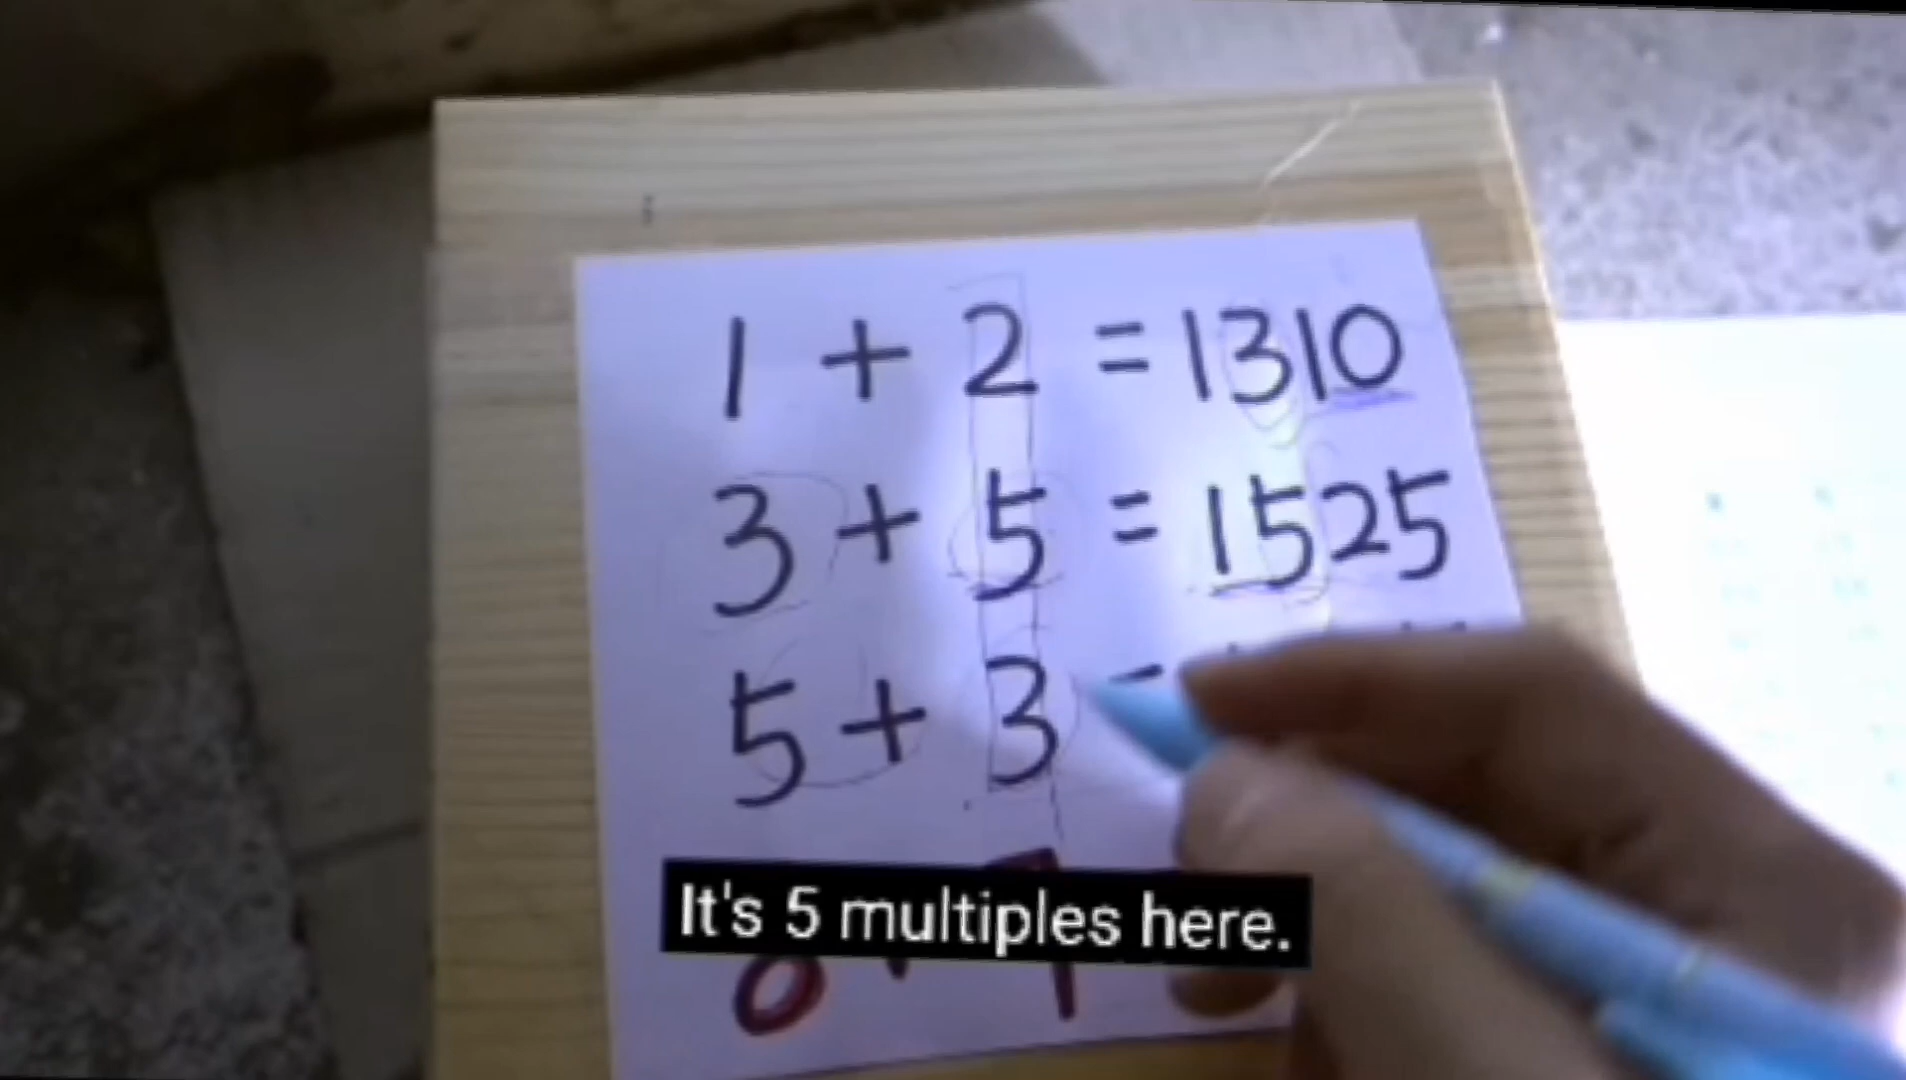 1 + 2 = 1310
3 + 5 = 1525
5 + 3 =
It's 5 multiples here.